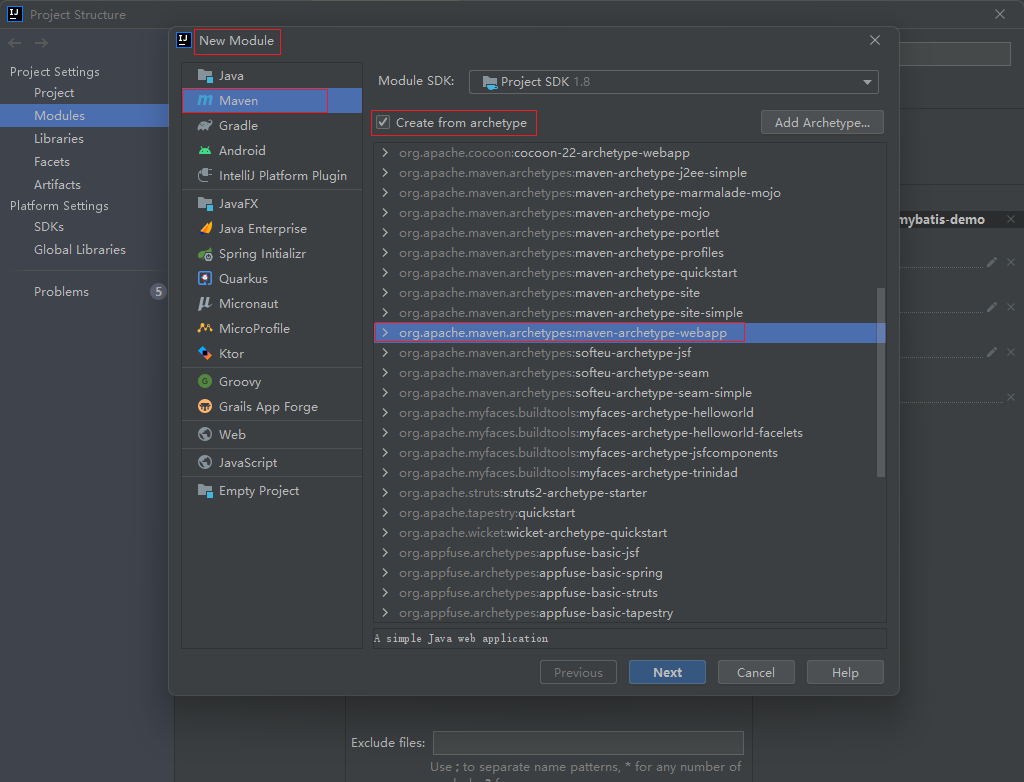 Project Structure
Project Settings
Project
Modules
Libraries
Facets
Artifacts
Platform Settings
SDKs
Global Libraries
Problems
5
New Module
Java
Maven
Gradle
Android
IntelliJ Platform Plugin
JavaFX
Java Enterprise
Spring Initializr
Quarkus
Micronaut
MicroProfile
Ktor
Groovy
Grails App Forge
Web
JavaScript
Empty Project
Module SDK:
Project SDK 1.8
Create from archetype
Add Archetype...
org.apache.cocoon:cocoon-22-archetype-webapp
org.apache.maven.archetypes:maven-archetype-j2ee-simple
org.apache.maven.archetypes:maven-archetype-marmalade-mojo
org.apache.maven.archetypes:maven-archetype-mojo
org.apache.maven.archetypes:maven-archetype-portlet
org.apache.maven.archetypes:maven-archetype-profiles
org.apache.maven.archetypes:maven-archetype-quickstart
org.apache.maven.archetypes:maven-archetype-site
org.apache.maven.archetypes:maven-archetype-site-simple
org.apache.maven.archetypes:maven-archetype-webapp
org.apache.maven.archetypes:softeu-archetype-jsf
org.apache.maven.archetypes:softeu-archetype-seam
org.apache.maven.archetypes:softeu-archetype-seam-simple
org.apache.myfaces.buildtools:myfaces-archetype-helloworld
org.apache.myfaces.buildtools:myfaces-archetype-helloworld-facelets
org.apache.myfaces.buildtools:myfaces-archetype-jsfcomponents
org.apache.myfaces.buildtools:myfaces-archetype-trinidad
org.apache.struts:struts2-archetype-starter
org.apache.tapestry:quickstart
org.apache.wicket:wicket-archetype-quickstart
org.appfuse.archetypes:appfuse-basic-jsf
org.appfuse.archetypes:appfuse-basic-spring
org.appfuse.archetypes:appfuse-basic-struts
org.appfuse.archetypes:appfuse-basic-tapestry
A simple Java web application
Previous
Next
Cancel
Help
mybatis-demo
Exclude files:
Use ; to separate name patterns, * for any number of